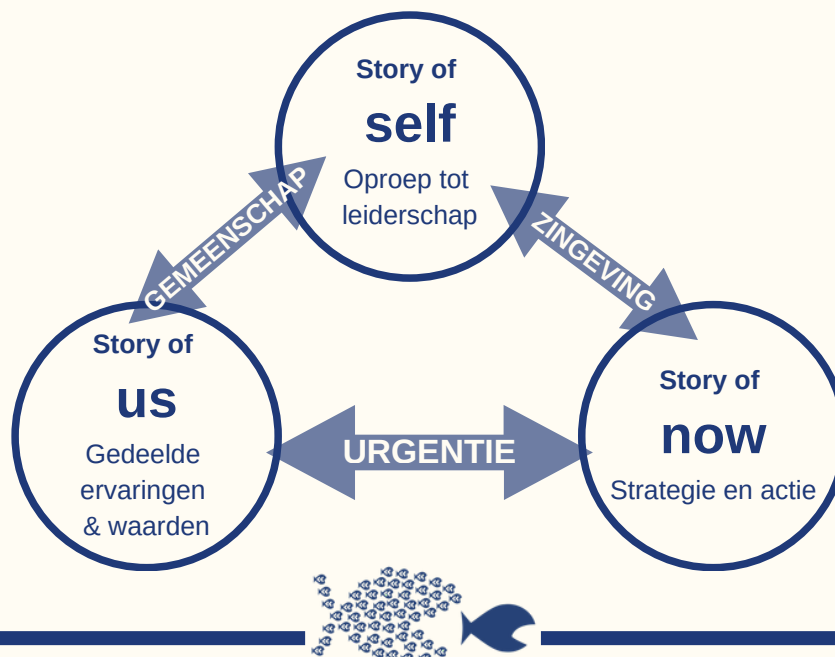 Story of
self
Oproep tot
leiderschap
GEMEENSCHAP
ZINGEVING
Story of
us
Gedeelde
ervaringen
& waarden
URGENTIE
Story of
now
Strategie en actie